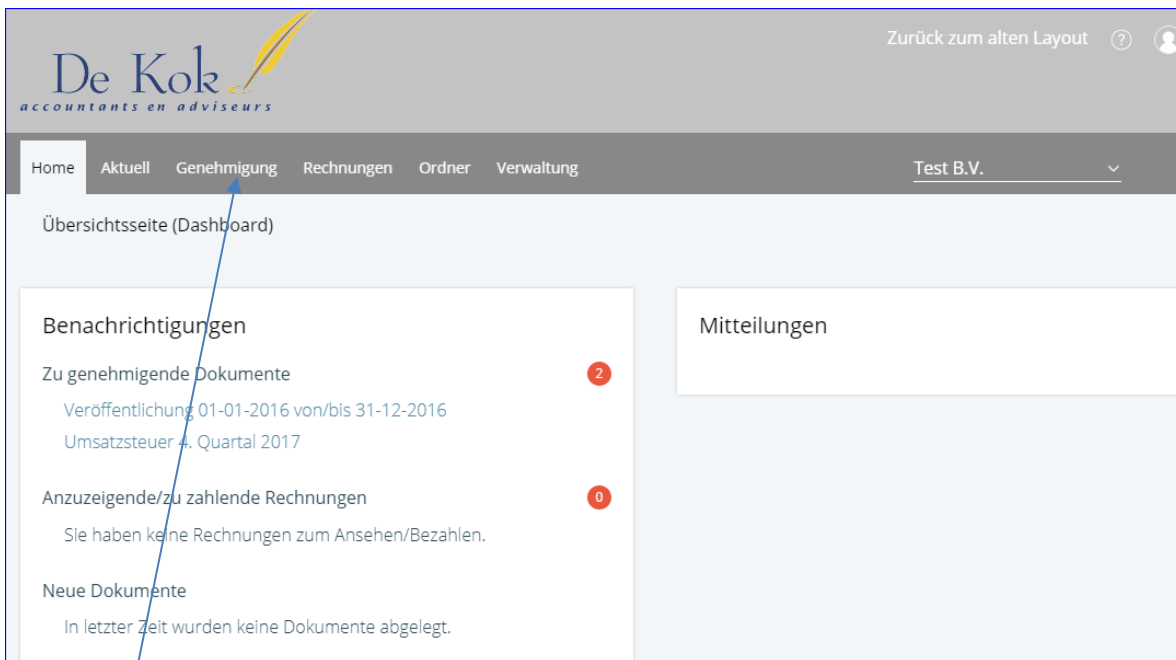 De Kok
accountants en adviseurs
Zurück zum alten Layout ?
Home Aktuell Genehmigung Rechnungen Ordner Verwaltung Test B.V.
Übersichtsseite (Dashboard)
Benachrichtigungen
Zu genehmigende Dokumente 2
Veröffentlichung 01-01-2016 von/bis 31-12-2016
Umsatzsteuer 4. Quartal 2017
Anzuzeigende/zu zahlende Rechnungen 0
Sie haben keine Rechnungen zum Ansehen/Bezahlen.
Neue Dokumente
In letzter Zeit wurden keine Dokumente abgelegt.
Mitteilungen